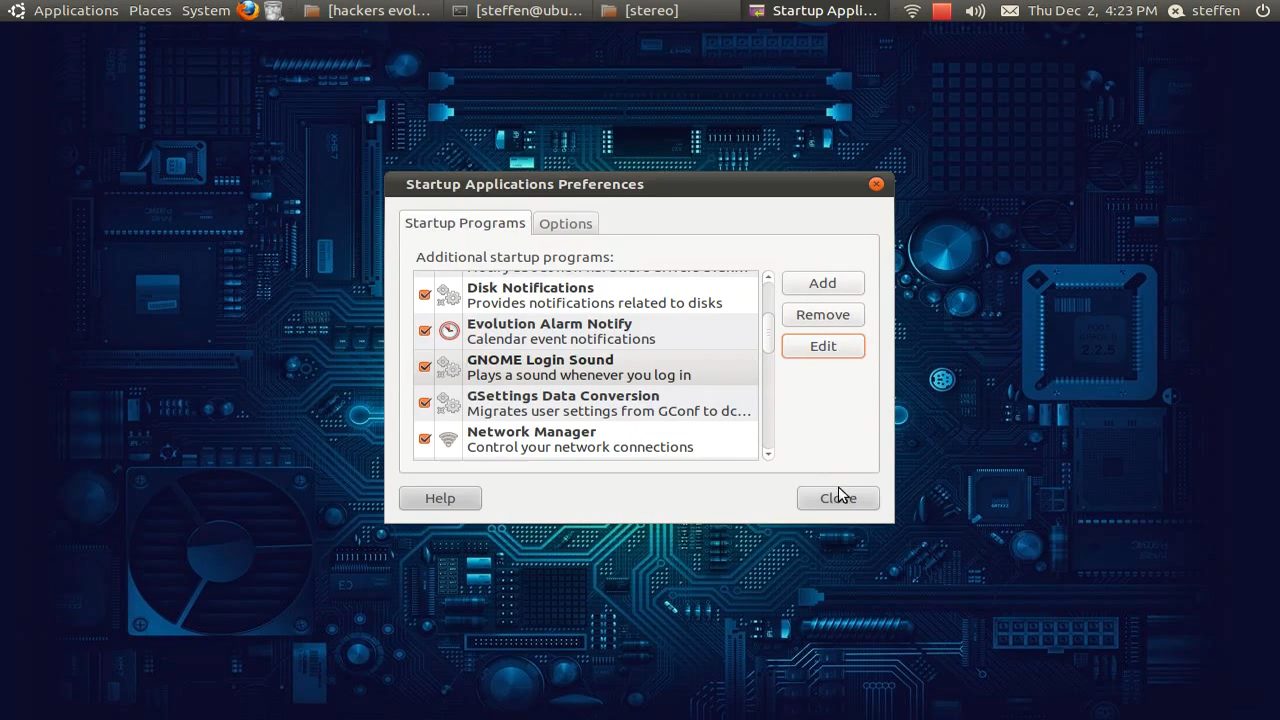 Applications Places System [hackers evol... [steffen@ubu... [stereo] Startup Appli... Thu Dec 2, 4:23 PM steffen
Startup Applications Preferences
Startup Programs Options
Additional startup programs:
Disk Notifications
Provides notifications related to disks
Evolution Alarm Notify
Calendar event notifications
GNOME Login Sound
Plays a sound whenever you log in
GSettings Data Conversion
Migrates user settings from GConf to dc...
Network Manager
Control your network connections
Add
Remove
Edit
Help Close
2.2.5